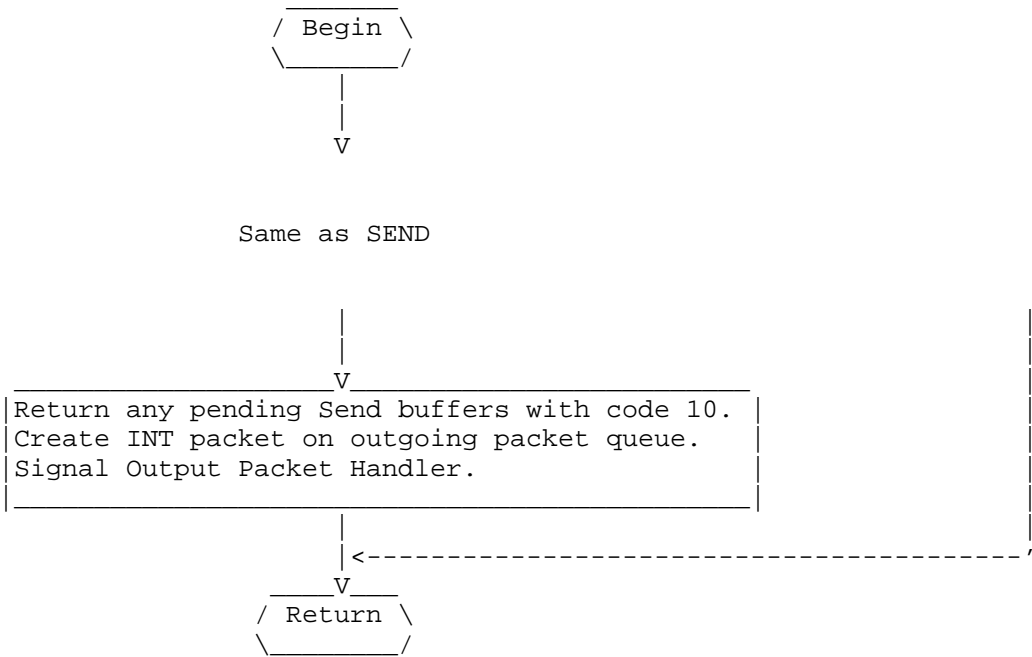 Begin
Same as SEND
Return any pending Send buffers with code 10.
Create INT packet on outgoing packet queue.
Signal Output Packet Handler.
Return